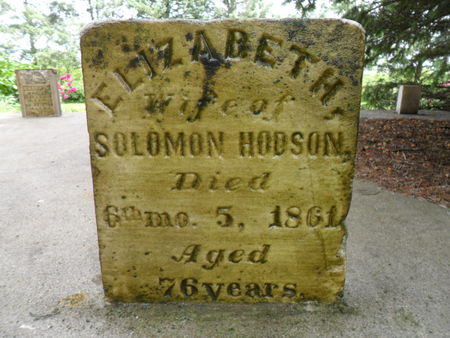 ELIZABETH,
Wife of
SOLOMON HODSON,
Died
6th mo. 5, 1861
Aged
76 years.